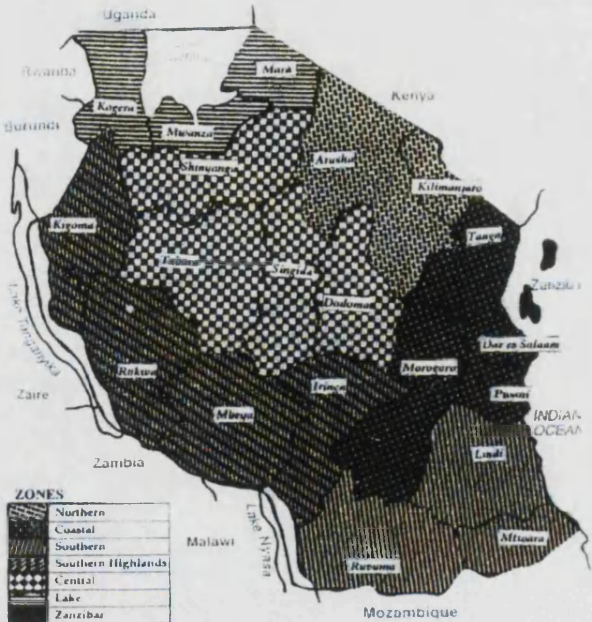 Uganda
Rwanda
Mara
Kenya
Kagera
Burundi
Mwanza
Shinyanga
Arusha
Kilimanjaro
Kigoma
Tanga
Tabora
Singida
Zanzibar
Dodoma
Lake Tanganyika
Dar es Salaam
Rukwa
Iringa
Morogoro
Mbeya
Pwani
Zaire
INDIAN
OCEAN
Lindi
Zambia
ZONES
Northern
Coastal
Southern
Southern Highlands
Central
Lake
Zanzibar
Malawi
Lake Nyasa
Mtwara
Ruvuma
Mozambique